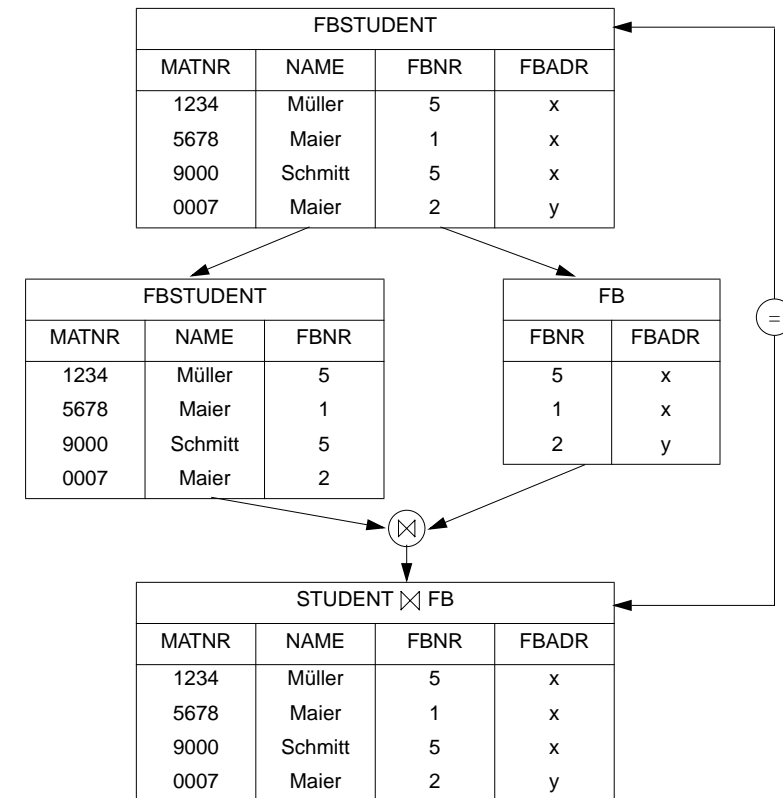 FBSTUDENT
MATNR NAME FBNR FBADR
1234 Müller 5 x
5678 Maier 1 x
9000 Schmitt 5 x
0007 Maier 2 y
FBSTUDENT
MATNR NAME FBNR
1234 Müller 5
5678 Maier 1
9000 Schmitt 5
0007 Maier 2
FB
FBNR FBADR
5 x
1 x
2 y
=
⋈
STUDENT ⋈ FB
MATNR NAME FBNR FBADR
1234 Müller 5 x
5678 Maier 1 x
9000 Schmitt 5 x
0007 Maier 2 y